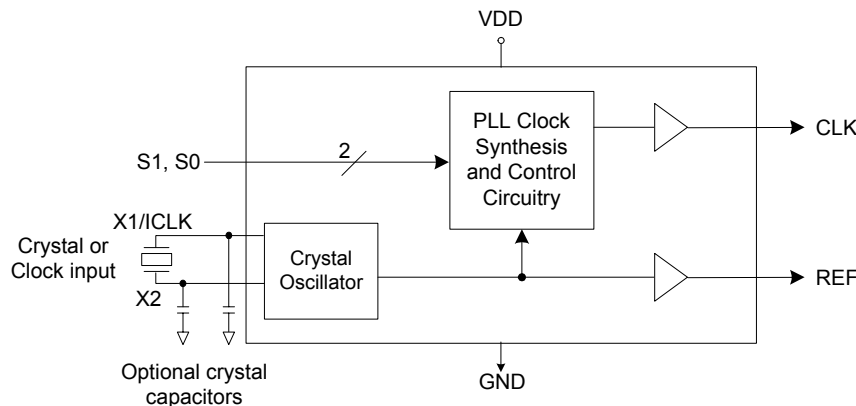 VDD
PLL Clock
Synthesis
and Control
Circuitry
CLK
S1, S0
2
X1/ICLK
Crystal or
Clock input
X2
Crystal
Oscillator
REF
Optional crystal
capacitors
GND